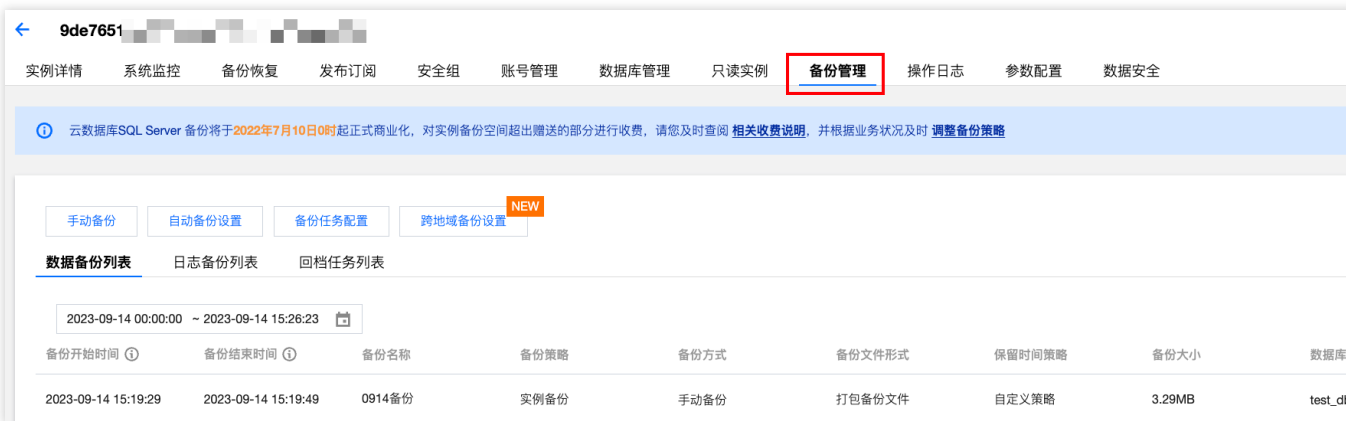 9de7651
实例详情 系统监控 备份恢复 发布订阅 安全组 账号管理 数据库管理 只读实例 备份管理 操作日志 参数配置 数据安全
云数据库SQL Server 备份将于2022年7月10日0时起正式商业化，对实例备份空间超出赠送的部分进行收费，请您及时查阅 相关收费说明，并根据业务状况及时 调整备份策略
NEW
手动备份 自动备份设置 备份任务配置 跨地域备份设置
数据备份列表 日志备份列表 回档任务列表
2023-09-14 00:00:00 ~ 2023-09-14 15:26:23
备份开始时间 备份结束时间 备份名称 备份策略 备份方式 备份文件形式 保留时间策略 备份大小 数据库
2023-09-14 15:19:29 2023-09-14 15:19:49 0914备份 实例备份 手动备份 打包备份文件 自定义策略 3.29MB test_db